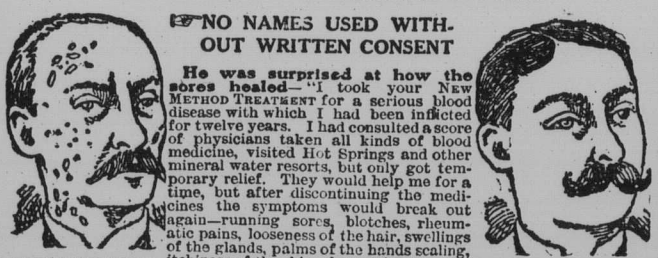 ☞NO NAMES USED WITH-
OUT WRITTEN CONSENT
He was surprised at how the
sores healed—"I took your NEW
METHOD TREATMENT for a serious blood
disease with which I had been inflicted
for twelve years. I had consulted a score
of physicians taken all kinds of blood
medicine, visited Hot Springs and other
mineral water resorts, but only got tem-
porary relief. They would help me for a
time, but after discontinuing the medi-
cines the symptoms would break out
again—running sores, blotches, rheum-
atic pains, looseness of the hair, swellings
of the glands, palms of the hands scaling,